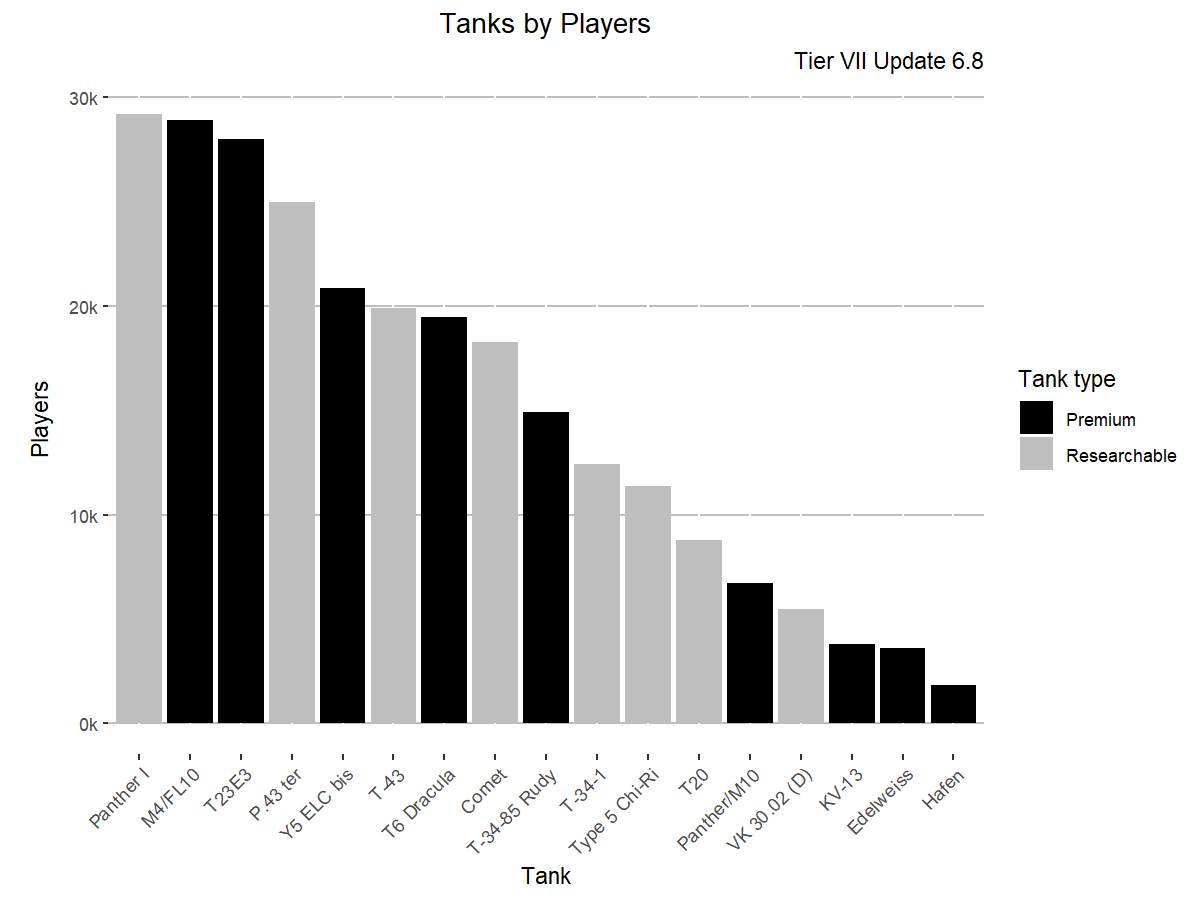 Tanks by Players
Tier VII Update 6.8
30k
20k
10k
0k
Players
Panther I
M4/FL10
T23E3
P.43 ter
Y5 ELC bis
T-43
T6 Dracula
Comet
T-34-85 Rudy
T-34-1
Type 5 Chi-Ri
T20
Panther/M10
VK 30.02 (D)
KV-13
Edelweiss
Hafen
Tank
Tank type
Premium
Researchable